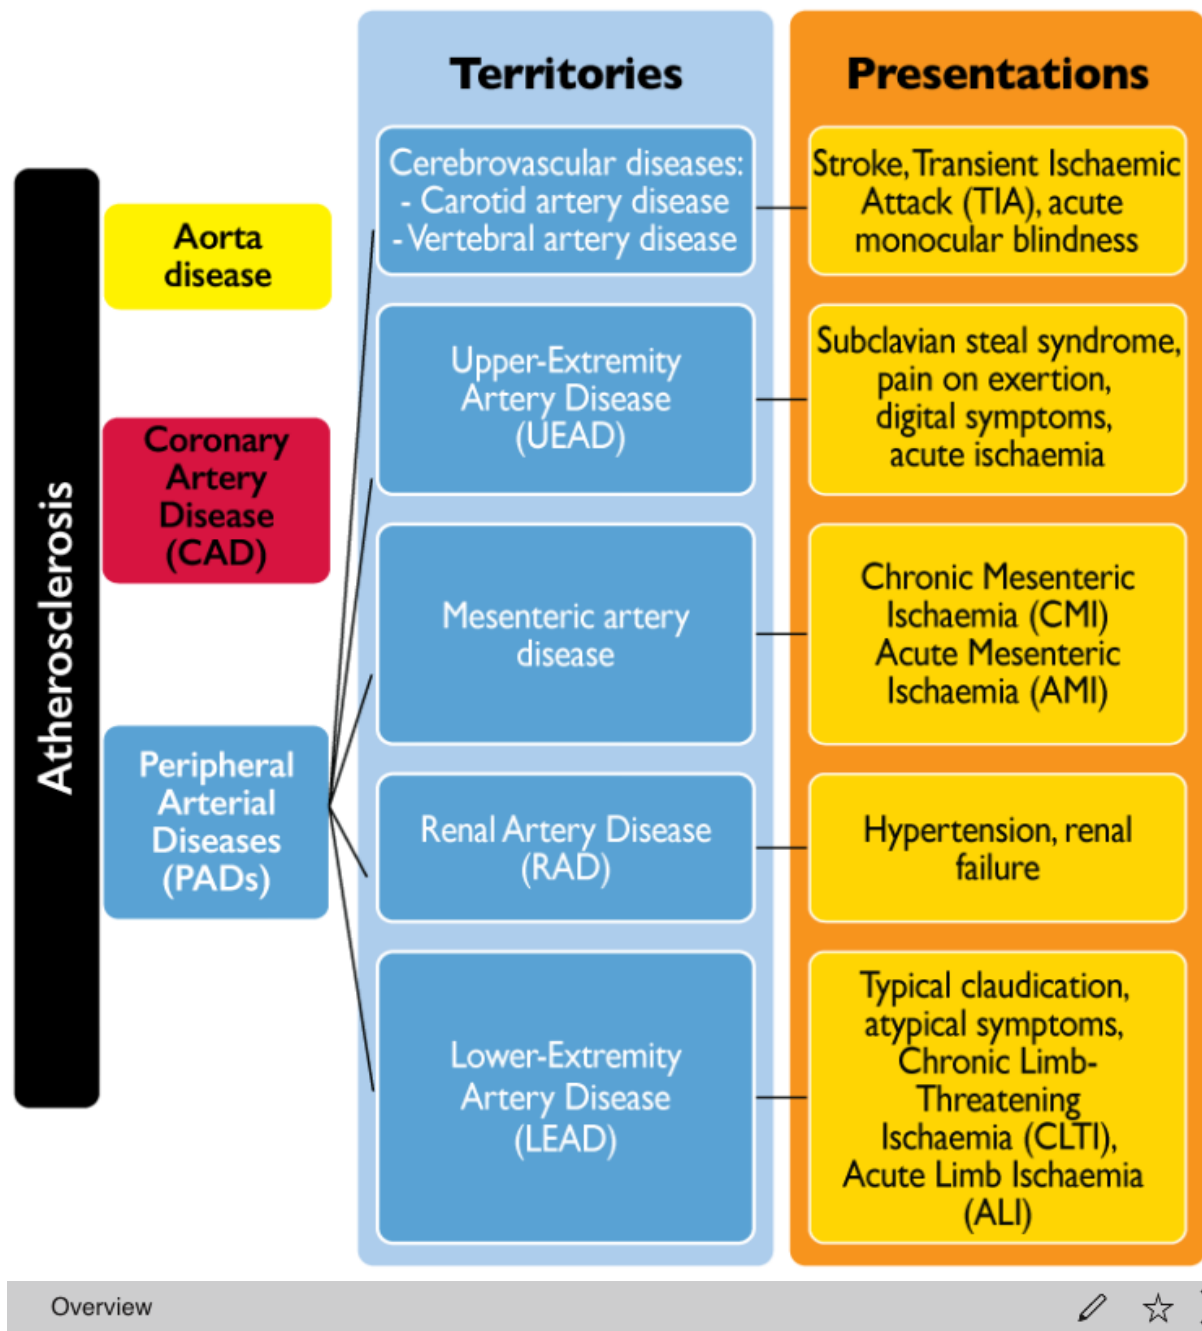 Territories
Presentations
Atherosclerosis
Aorta
disease
Coronary
Artery
Disease
(CAD)
Peripheral
Arterial
Diseases
(PADs)
Cerebrovascular diseases:
- Carotid artery disease
- Vertebral artery disease
Stroke, Transient Ischaemic
Attack (TIA), acute
monocular blindness
Upper-Extremity
Artery Disease
(UEAD)
Subclavian steal syndrome,
pain on exertion,
digital symptoms,
acute ischaemia
Mesenteric artery
disease
Chronic Mesenteric
Ischaemia (CMI)
Acute Mesenteric
Ischaemia (AMI)
Renal Artery Disease
(RAD)
Hypertension, renal
failure
Lower-Extremity
Artery Disease
(LEAD)
Typical claudication,
atypical symptoms,
Chronic Limb-
Threatening
Ischaemia (CLTI),
Acute Limb Ischaemia
(ALI)
Overview